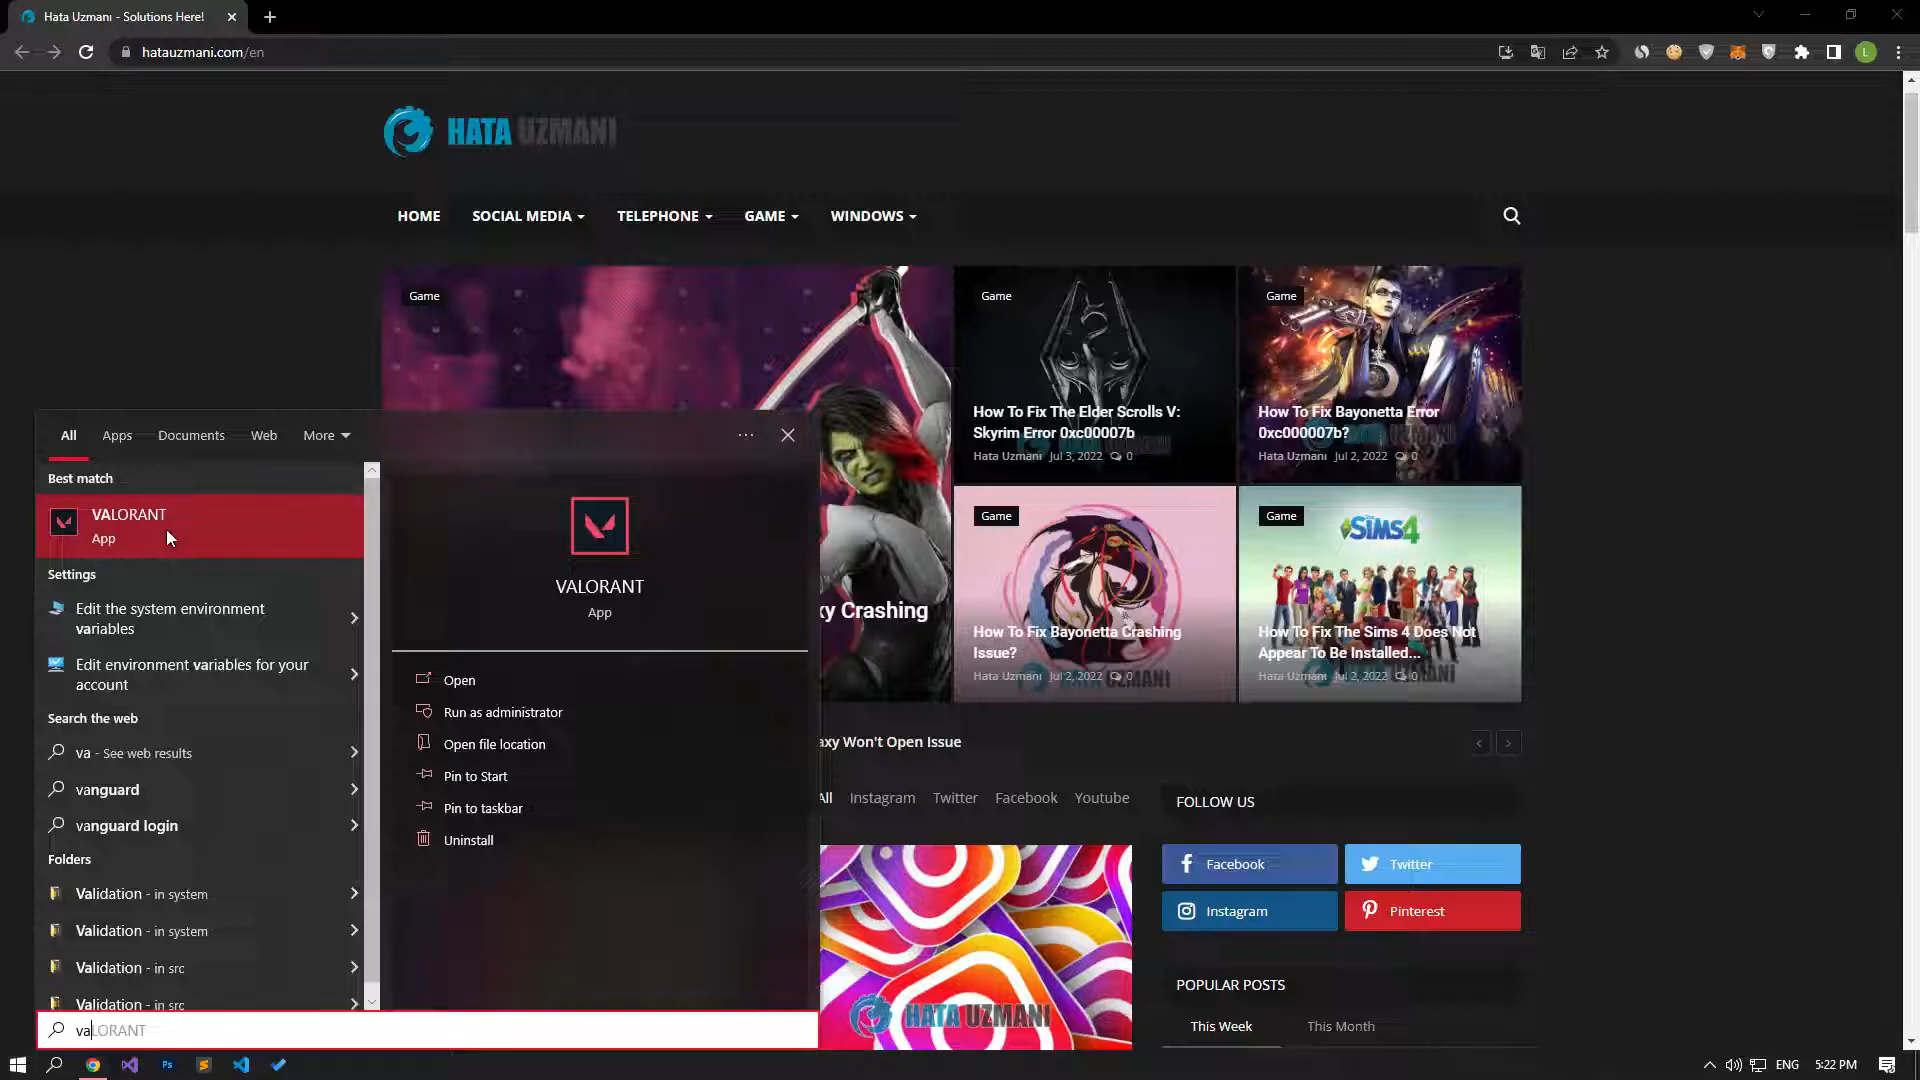 Hata Uzmanı - Solutions Here!
hatauzmani.com/en
L
HATA UZMANI
HOME
SOCIAL MEDIA
TELEPHONE
GAME
WINDOWS
Game
Game
How To Fix The Elder Scrolls V:
Skyrim Error 0xc00007b
Hata Uzmanı Jul 3, 2022 0
Game
How To Fix Bayonetta Error
0xc000007b?
Hata Uzmanı Jul 2, 2022 0
xy Crashing
Game
How To Fix Bayonetta Crashing
Issue?
Hata Uzmanı Jul 2, 2022 0
Game
SIMS4
How To Fix The Sims 4 Does Not
Appear To Be Installed...
Hata Uzmanı Jul 2, 2022 0
axy Won't Open Issue
All
Instagram
Twitter
Facebook
Youtube
FOLLOW US
Facebook
Twitter
Instagram
Pinterest
HATA UZMANI
POPULAR POSTS
This Week
This Month
All
Apps
Documents
Web
More
Best match
VALORANT
App
Settings
Edit the system environment
variables
Edit environment variables for your
account
Search the web
va - See web results
vanguard
vanguard login
Folders
Validation - in system
Validation - in system
Validation - in src
Validation - in src
VALORANT
App
Open
Run as administrator
Open file location
Pin to Start
Pin to taskbar
Uninstall
vaLORANT
Ps
ENG
5:22 PM